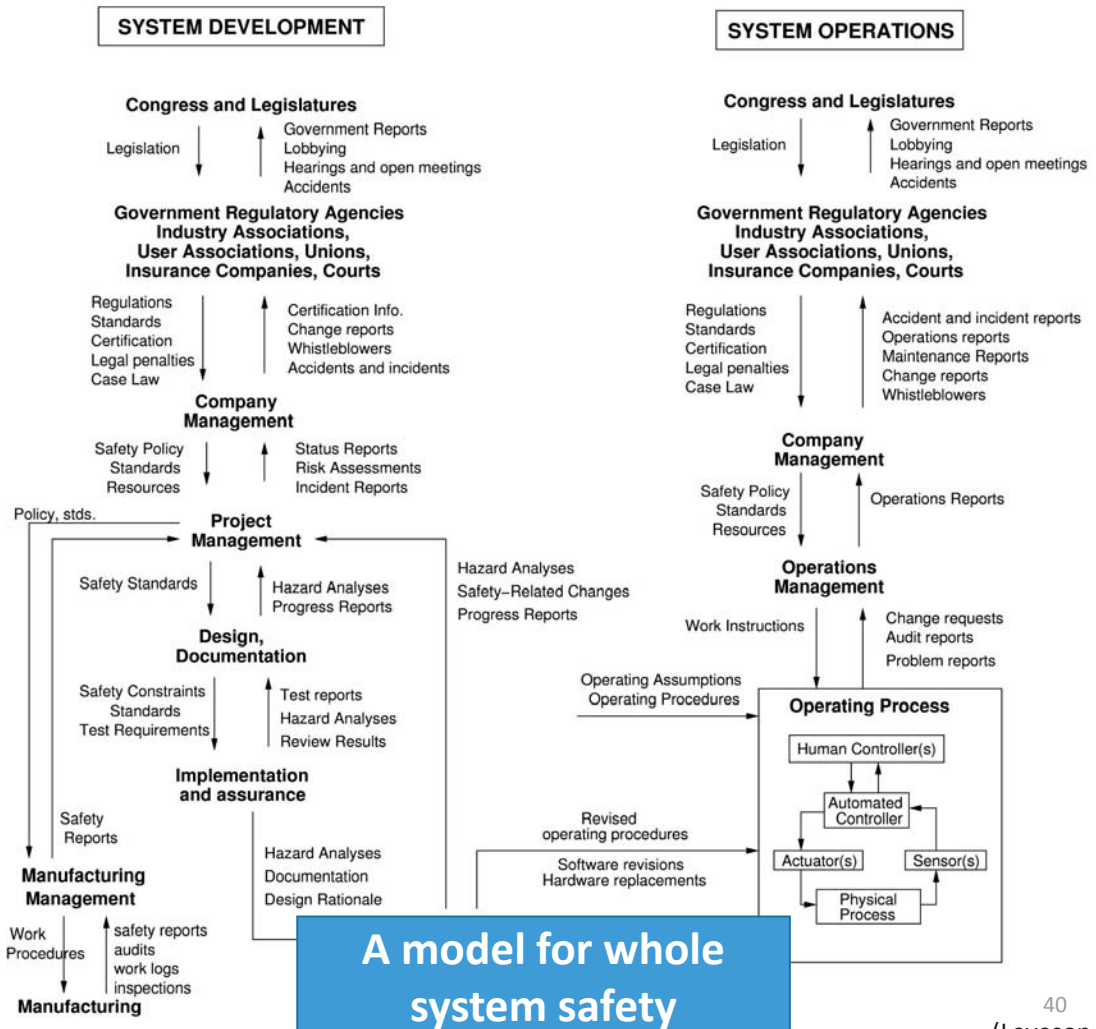 SYSTEM DEVELOPMENT
Congress and Legislatures
Legislation
Government Reports
Lobbying
Hearings and open meetings
Accidents
Government Regulatory Agencies
Industry Associations,
User Associations, Unions,
Insurance Companies, Courts
Regulations
Standards
Certification
Legal penalties
Case Law
Certification Info.
Change reports
Whistleblowers
Accidents and incidents
Company
Management
Safety Policy
Standards
Resources
Status Reports
Risk Assessments
Incident Reports
Policy, stds.
Project
Management
Safety Standards
Hazard Analyses
Progress Reports
Hazard Analyses
Safety-Related Changes
Progress Reports
Design,
Documentation
Safety Constraints
Standards
Test Requirements
Test reports
Hazard Analyses
Review Results
Implementation
and assurance
Safety
Reports
Hazard Analyses
Documentation
Design Rationale
Manufacturing
Management
Work
Procedures
safety reports
audits
work logs
inspections
Manufacturing
SYSTEM OPERATIONS
Congress and Legislatures
Legislation
Government Reports
Lobbying
Hearings and open meetings
Accidents
Government Regulatory Agencies
Industry Associations,
User Associations, Unions,
Insurance Companies, Courts
Regulations
Standards
Certification
Legal penalties
Case Law
Accident and incident reports
Operations reports
Maintenance Reports
Change reports
Whistleblowers
Company
Management
Safety Policy
Standards
Resources
Operations Reports
Operations
Management
Work Instructions
Change requests
Audit reports
Problem reports
Operating Assumptions
Operating Procedures
Operating Process
Human Controller(s)
Automated
Controller
Actuator(s)
Sensor(s)
Physical
Process
Revised
operating procedures
Software revisions
Hardware replacements
A model for whole
system safety
40